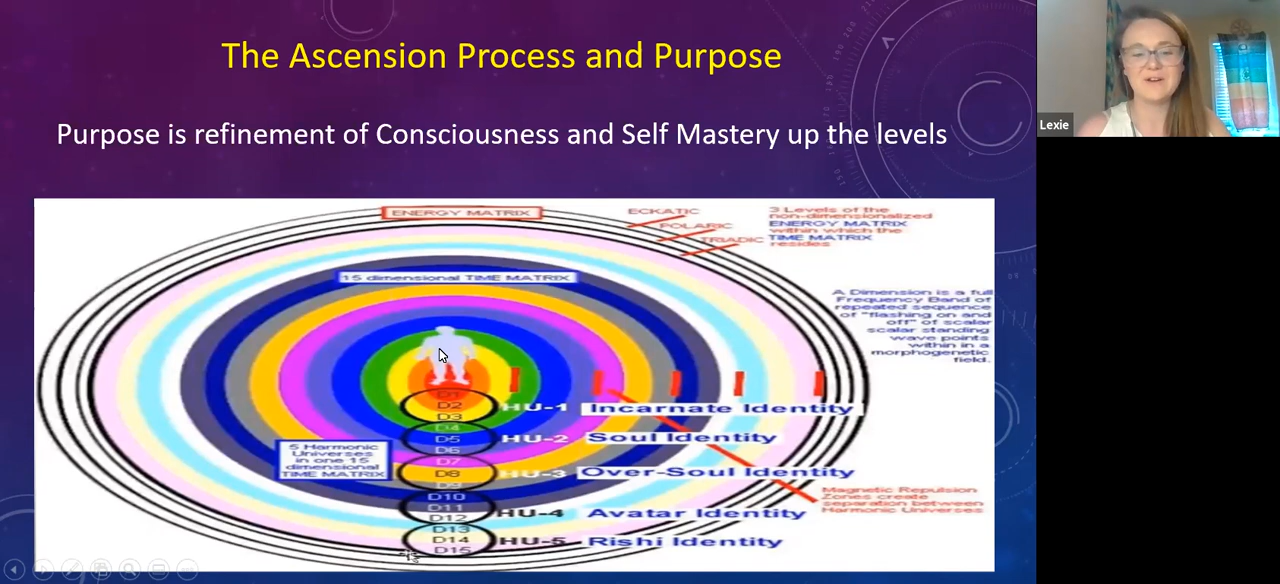 The Ascension Process and Purpose
Purpose is refinement of Consciousness and Self Mastery up the levels
Lexie
ENERGY MATRIX
ECKATIC
POLARIC
TRIADIC
3 Levels of the
non-dimensionalized
ENERGY MATRIX
within which the
TIME MATRIX
resides
15 dimensional TIME MATRIX
A Dimension is a full
Frequency Band of
repeated sequence
of "flashing on and
off" of scalar
scalar standing
wave points
within in a
morphogenetic
field.
D1
D2
D3
HU-1 Incarnate Identity
D4
D5
D6
HU-2 Soul Identity
5 Harmonic
Universes
in one 15
dimensional
TIME MATRIX
D7
D8
HU-3 Over-Soul Identity
D10
D11
D12
HU-4 Avatar Identity
Magnetic Repulsion
Zones create
separation between
Harmonic Universes
D13
D14
D15
HU-5 Rishi Identity